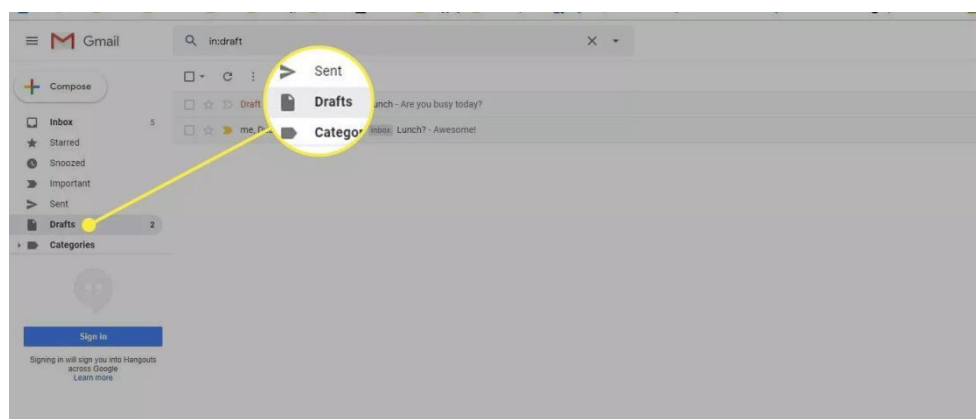 Gmail
in:draft
Compose
Sent
Drafts
Categor
Draft
unch - Are you busy today?
me,
Inbox Lunch? - Awesome!
Inbox 5
Starred
Snoozed
Important
Sent
Drafts 2
Categories
Sign in
Signing in will sign you into Hangouts
across Google
Learn more